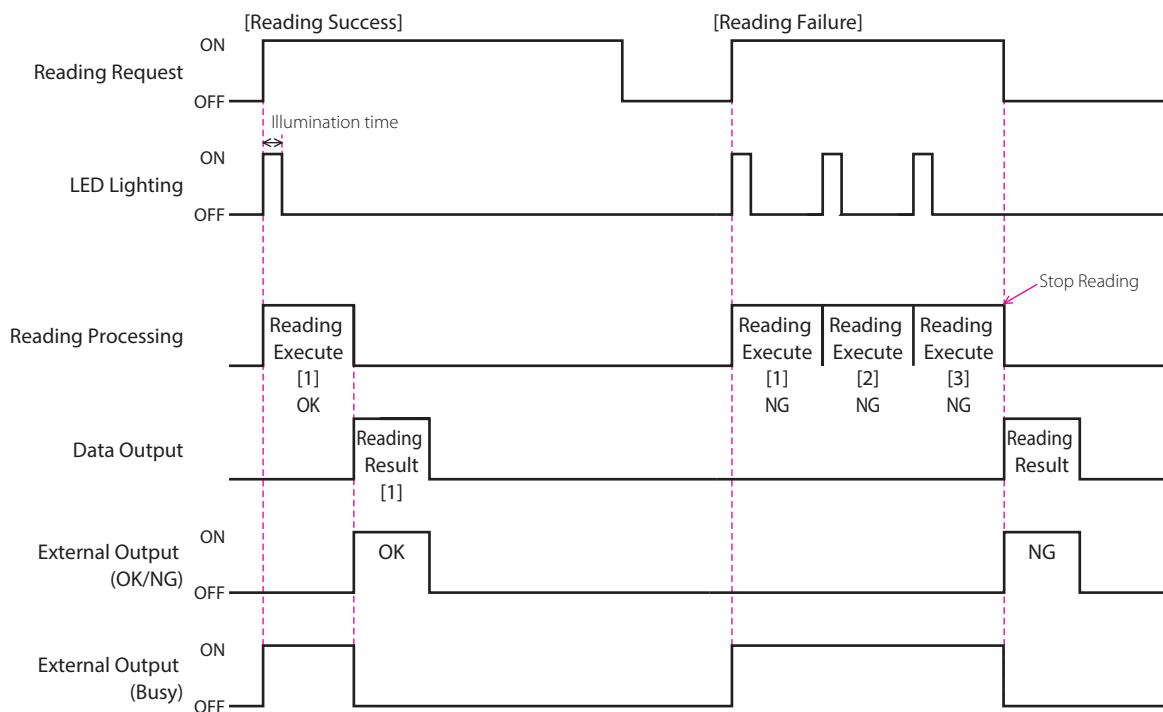 [Reading Success]
[Reading Failure]
ON
Reading Request
OFF
Illumination time
ON
LED Lighting
OFF
Stop Reading
Reading Processing
Reading
Execute
[1]
OK
Reading
Execute
[1]
NG
Reading
Execute
[2]
NG
Reading
Execute
[3]
NG
Data Output
Reading
Result
[1]
Reading
Result
ON
External Output
(OK/NG)
OFF
OK
NG
ON
External Output
(Busy)
OFF